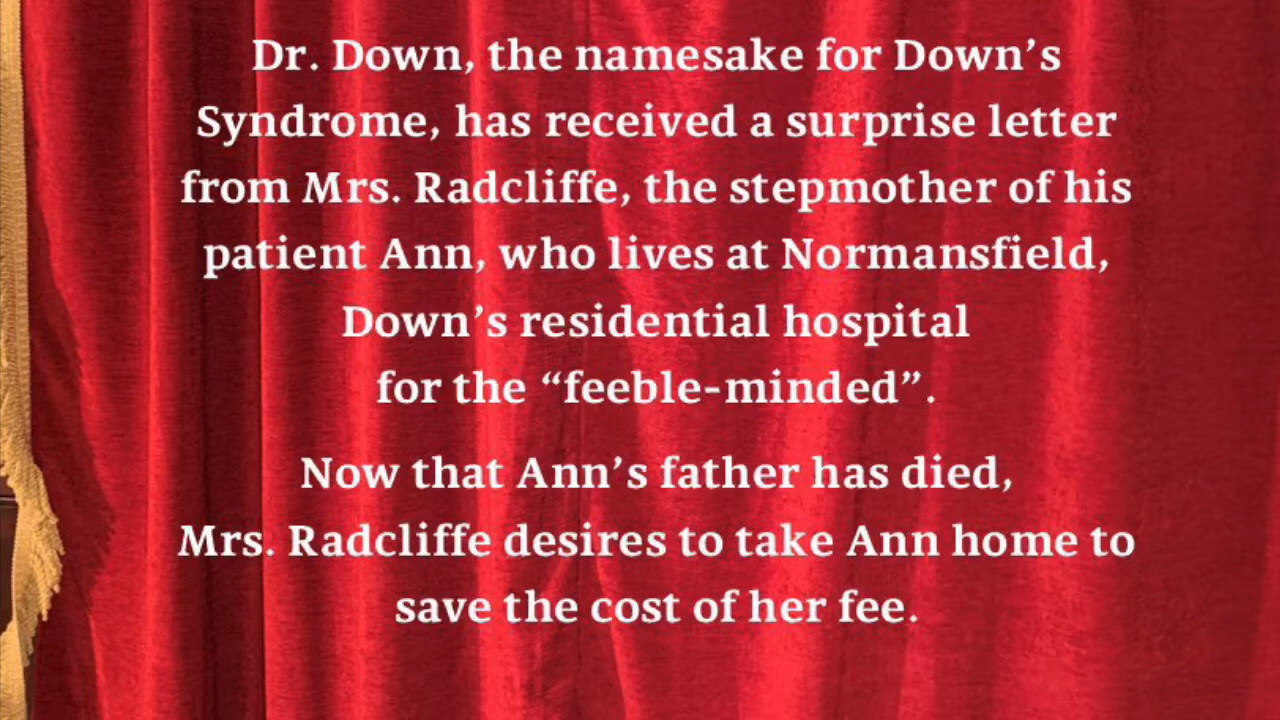 Dr. Down, the namesake for Down’s
Syndrome, has received a surprise letter
from Mrs. Radcliffe, the stepmother of his
patient Ann, who lives at Normansfield,
Down’s residential hospital
for the “feeble-minded”.
Now that Ann’s father has died,
Mrs. Radcliffe desires to take Ann home to
save the cost of her fee.